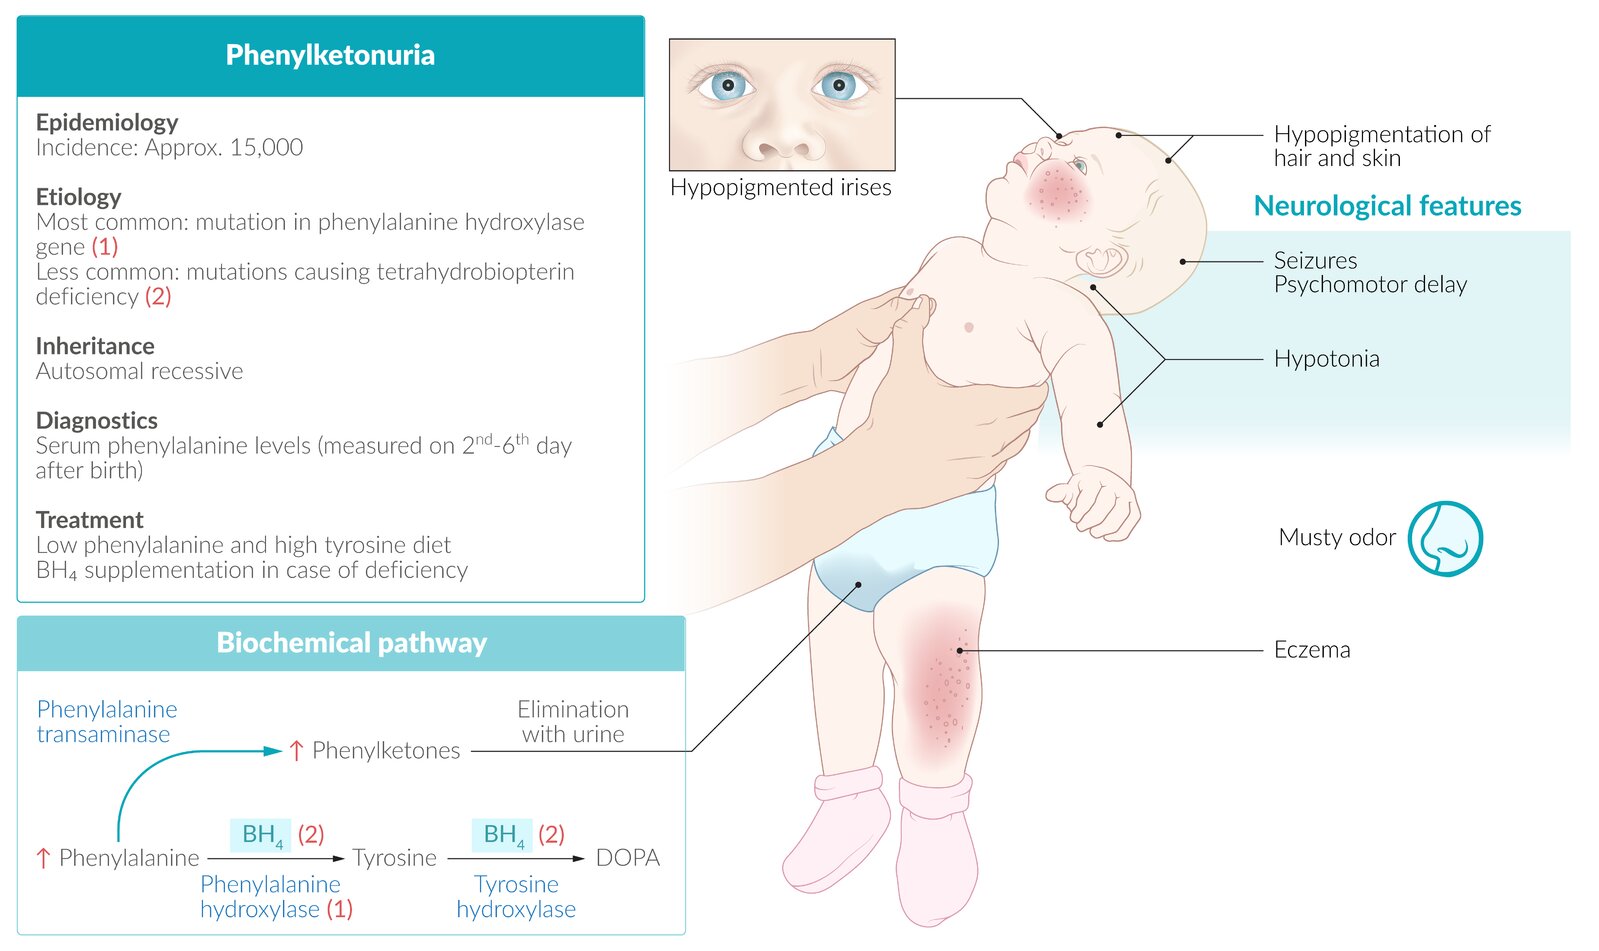 Phenylketonuria
Epidemiology
Incidence: Approx. 15,000
Etiology
Most common: mutation in phenylalanine hydroxylase
gene (1)
Less common: mutations causing tetrahydrobiopterin
deficiency (2)
Inheritance
Autosomal recessive
Diagnostics
Serum phenylalanine levels (measured on 2nd-6th day
after birth)
Treatment
Low phenylalanine and high tyrosine diet
BH₄ supplementation in case of deficiency
Biochemical pathway
Phenylalanine
transaminase
↑ Phenylketones
Elimination
with urine
↑ Phenylalanine
BH₄ (2)
Phenylalanine
hydroxylase (1)
Tyrosine
BH₄ (2)
Tyrosine
hydroxylase
DOPA
Hypopigmented irises
Hypopigmentation of
hair and skin
Neurological features
Seizures
Psychomotor delay
Hypotonia
Musty odor
Eczema